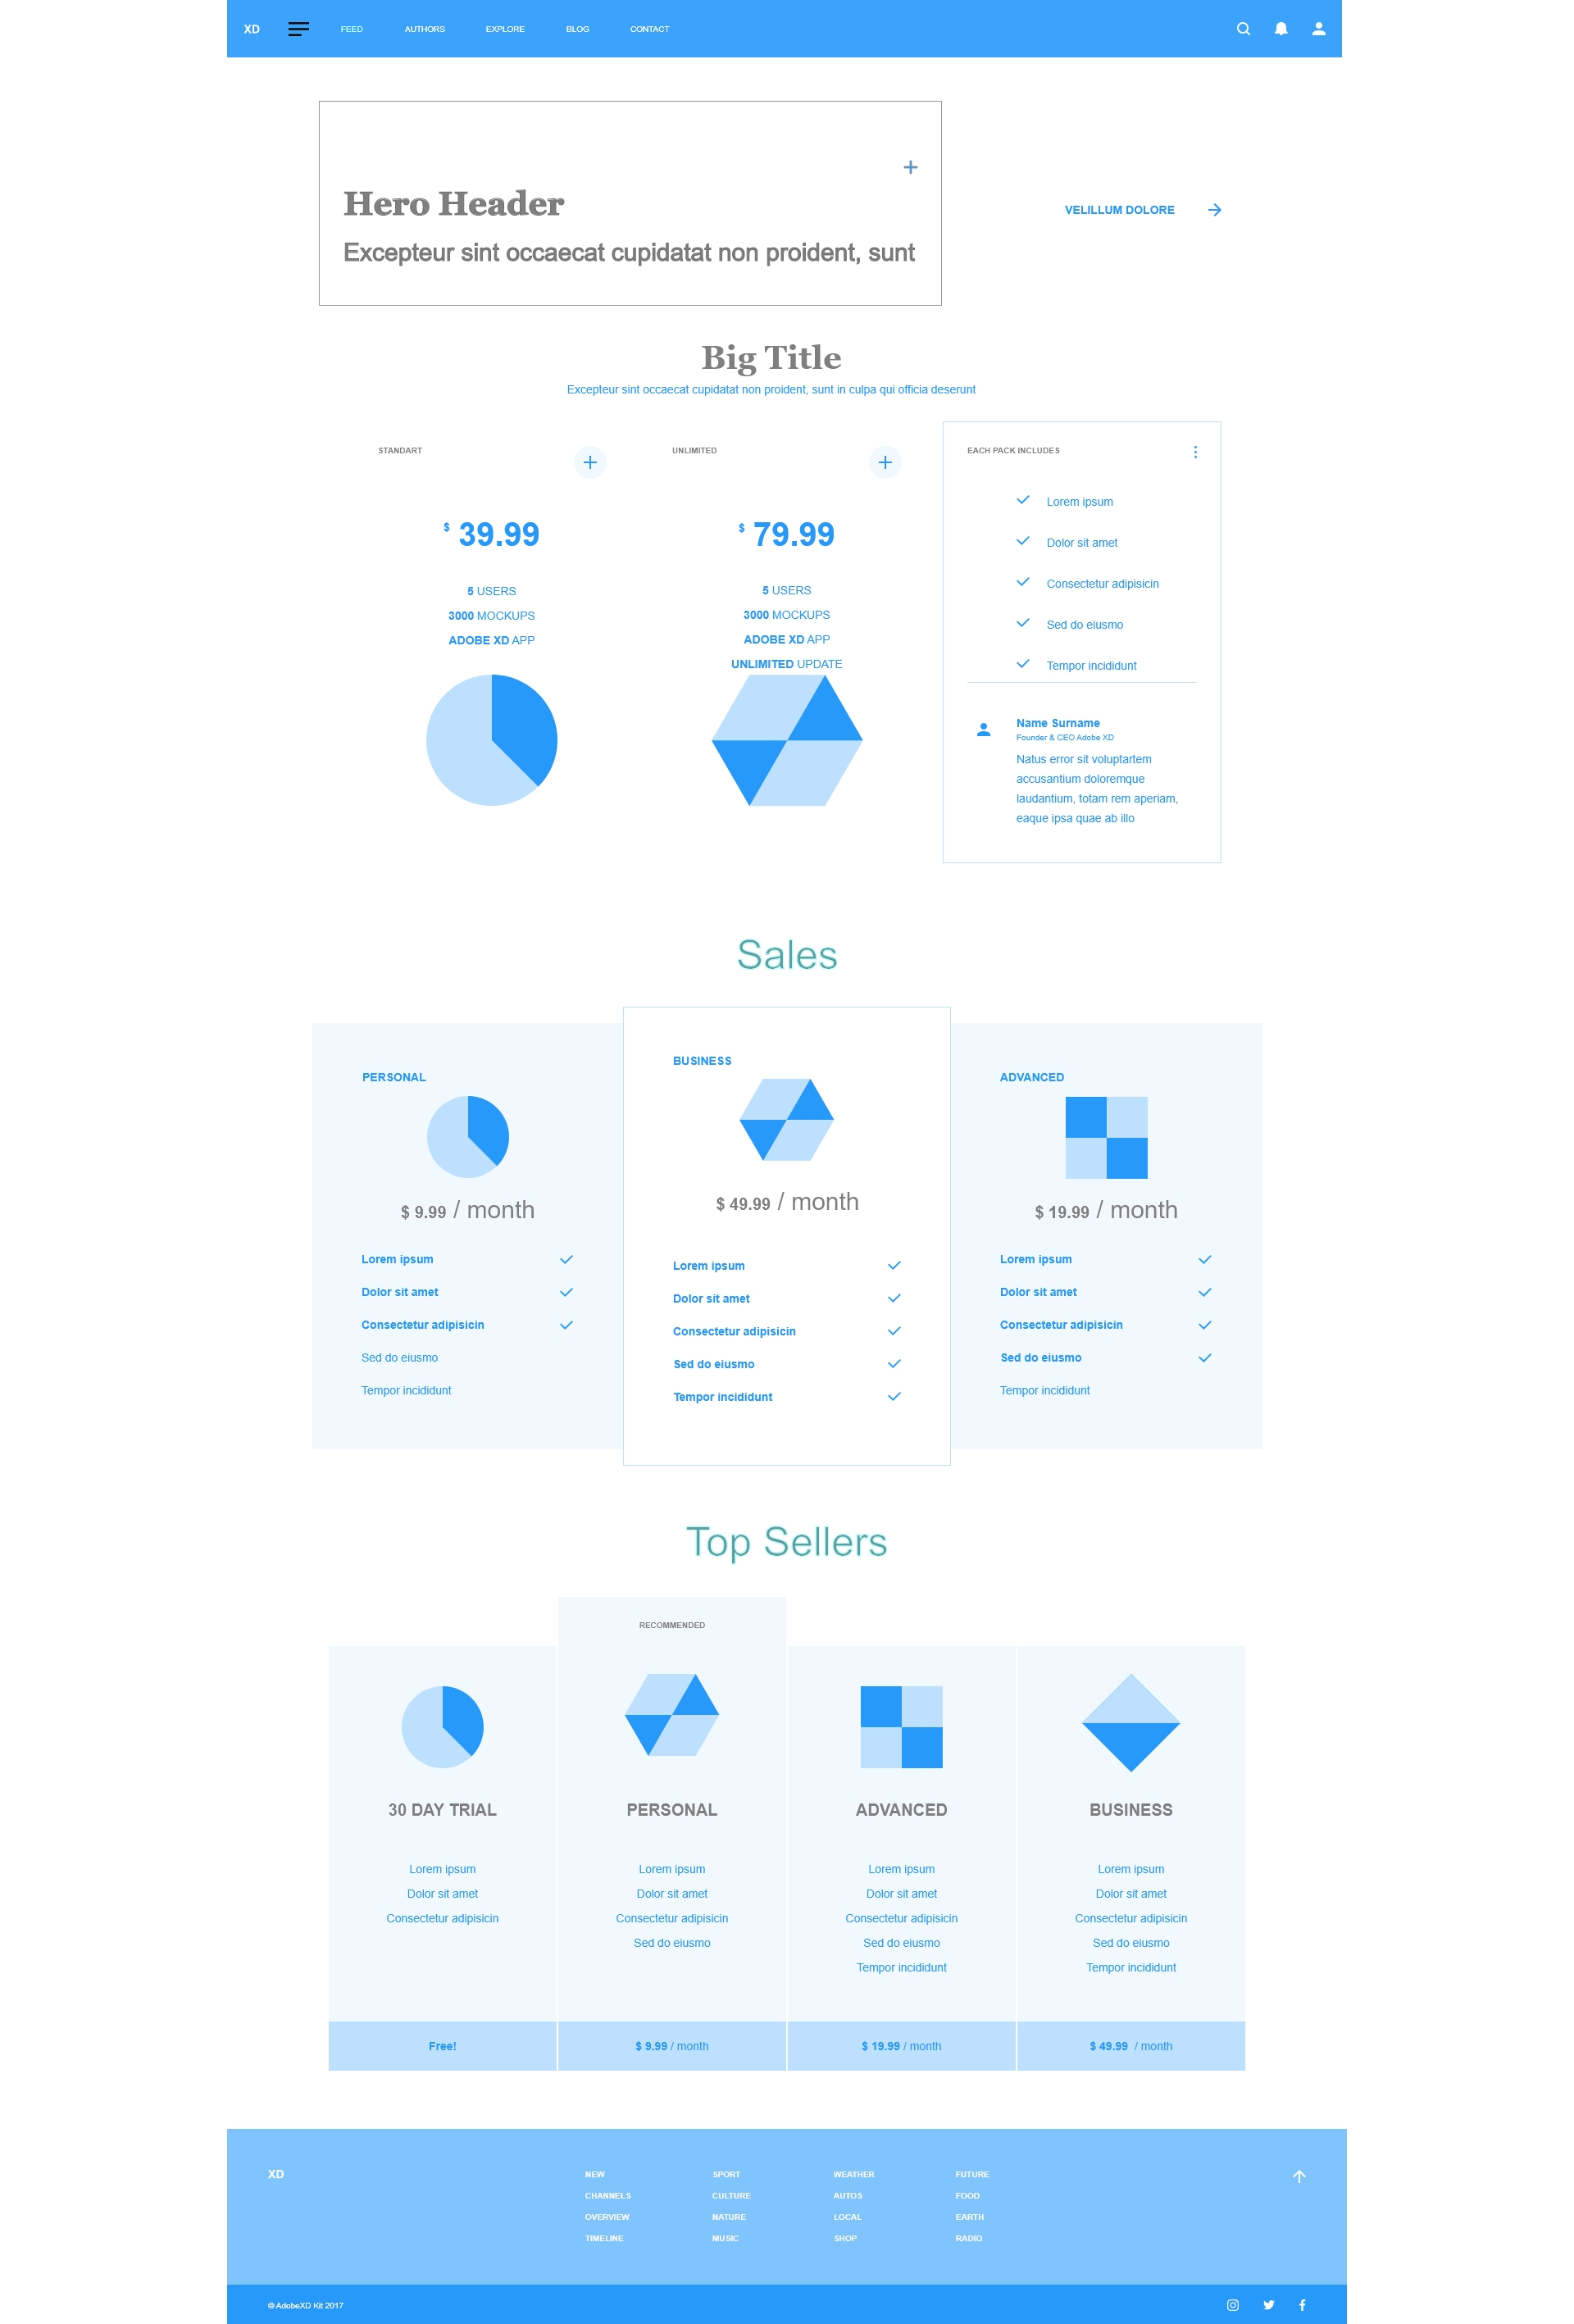 XD
FEED AUTHORS EXPLORE BLOG CONTACT
Hero Header
Excepteur sint occaecat cupidatat non proident, sunt
VELILLUM DOLORE
Big Title
Excepteur sint occaecat cupidatat non proident, sunt in culpa qui officia deserunt
STANDART
$ 39.99
5 USERS
3000 MOCKUPS
ADOBE XD APP
UNLIMITED
$ 79.99
5 USERS
3000 MOCKUPS
ADOBE XD APP
UNLIMITED UPDATE
EACH PACK INCLUDES
Lorem ipsum
Dolor sit amet
Consectetur adipisicin
Sed do eiusmo
Tempor incididunt
Name Surname
Founder & CEO Adobe XD
Natus error sit voluptartem
accusantium doloremque
laudantium, totam rem aperiam,
eaque ipsa quae ab illo
Sales
PERSONAL
$ 9.99 / month
Lorem ipsum
Dolor sit amet
Consectetur adipisicin
Sed do eiusmo
Tempor incididunt
BUSINESS
$ 49.99 / month
Lorem ipsum
Dolor sit amet
Consectetur adipisicin
Sed do eiusmo
Tempor incididunt
ADVANCED
$ 19.99 / month
Lorem ipsum
Dolor sit amet
Consectetur adipisicin
Sed do eiusmo
Tempor incididunt
Top Sellers
30 DAY TRIAL
Lorem ipsum
Dolor sit amet
Consectetur adipisicin
Free!
RECOMMENDED
PERSONAL
Lorem ipsum
Dolor sit amet
Consectetur adipisicin
Sed do eiusmo
$ 9.99 / month
ADVANCED
Lorem ipsum
Dolor sit amet
Consectetur adipisicin
Sed do eiusmo
Tempor incididunt
$ 19.99 / month
BUSINESS
Lorem ipsum
Dolor sit amet
Consectetur adipisicin
Sed do eiusmo
Tempor incididunt
$ 49.99 / month
XD
NEW
CHANNELS
OVERVIEW
TIMELINE
SPORT
CULTURE
NATURE
MUSIC
WEATHER
AUTOS
LOCAL
SHOP
FUTURE
FOOD
EARTH
RADIO
© AdobeXD Kit 2017